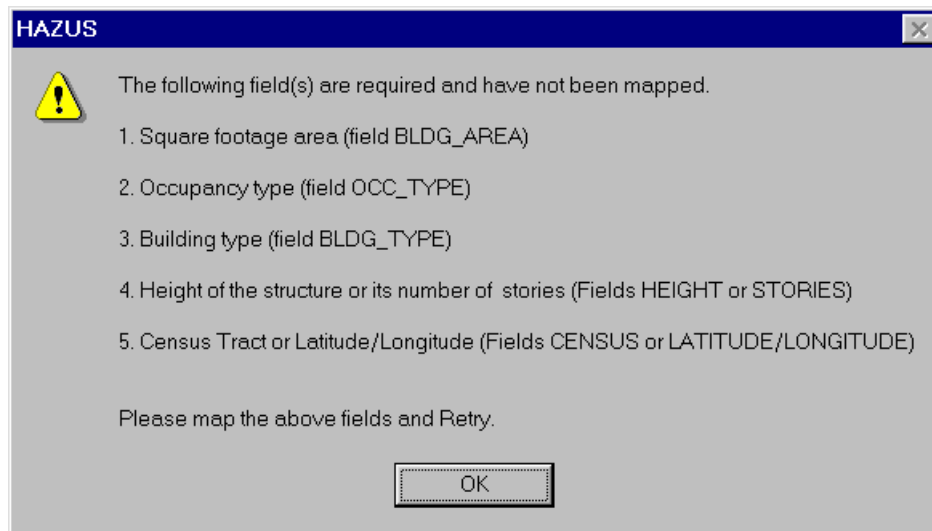 HAZUS
The following field(s) are required and have not been mapped.
1. Square footage area (field BLDG_AREA)
2. Occupancy type (field OCC_TYPE)
3. Building type (field BLDG_TYPE)
4. Height of the structure or its number of  stories (Fields HEIGHT or STORIES)
5. Census Tract or Latitude/Longitude (Fields CENSUS or LATITUDE/LONGITUDE)
Please map the above fields and Retry.
OK